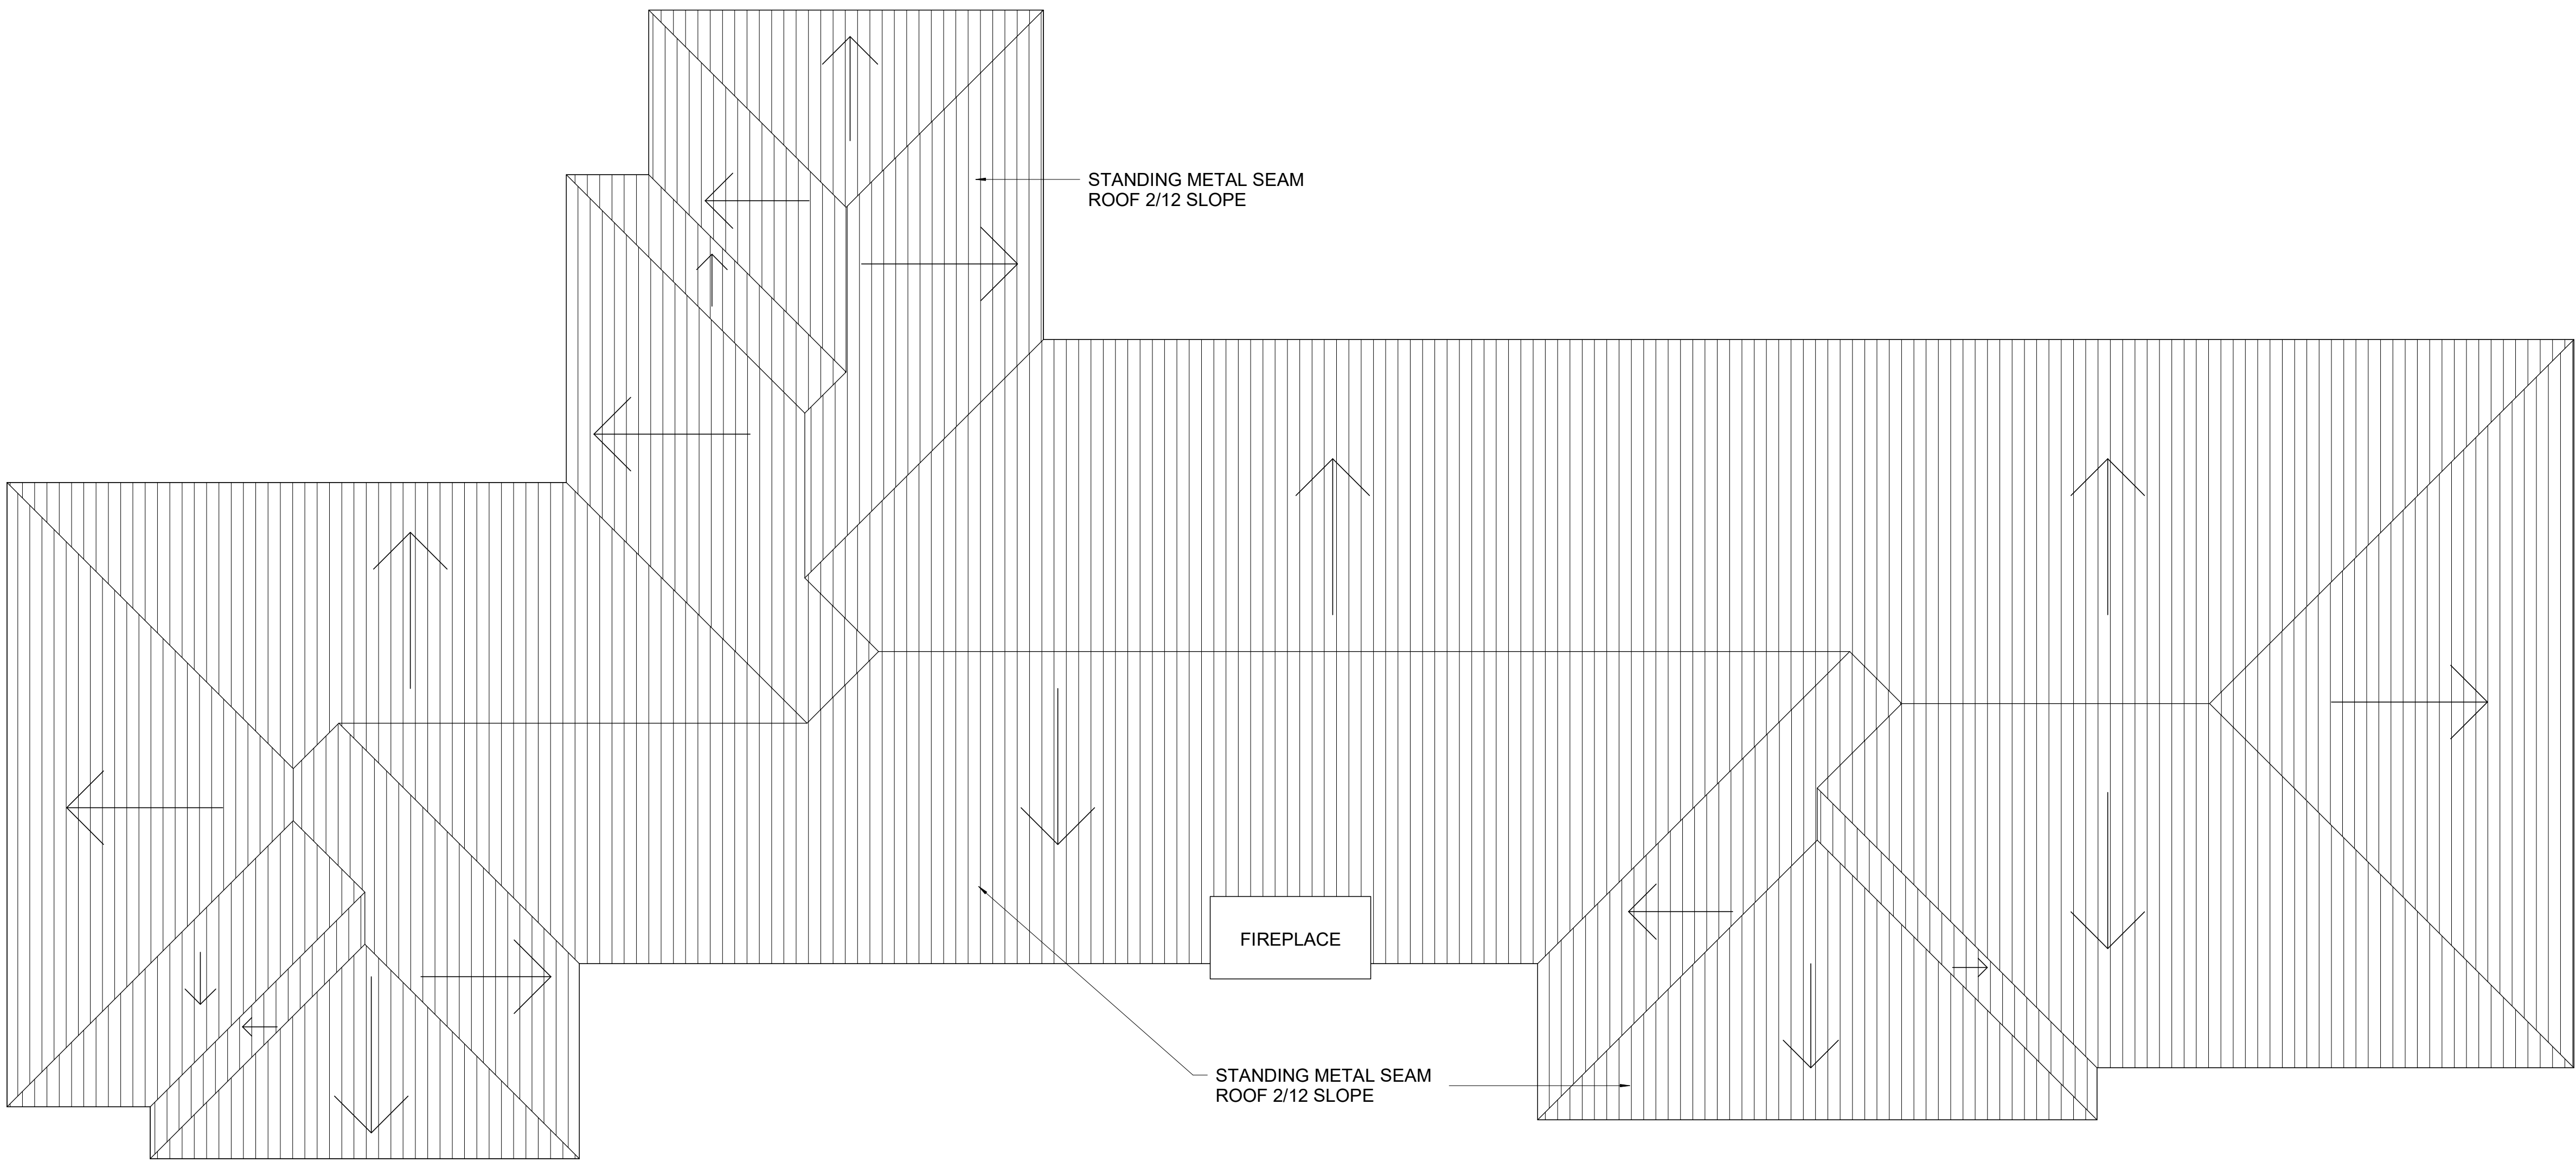 STANDING METAL SEAM
ROOF 2/12 SLOPE
FIREPLACE
STANDING METAL SEAM
ROOF 2/12 SLOPE